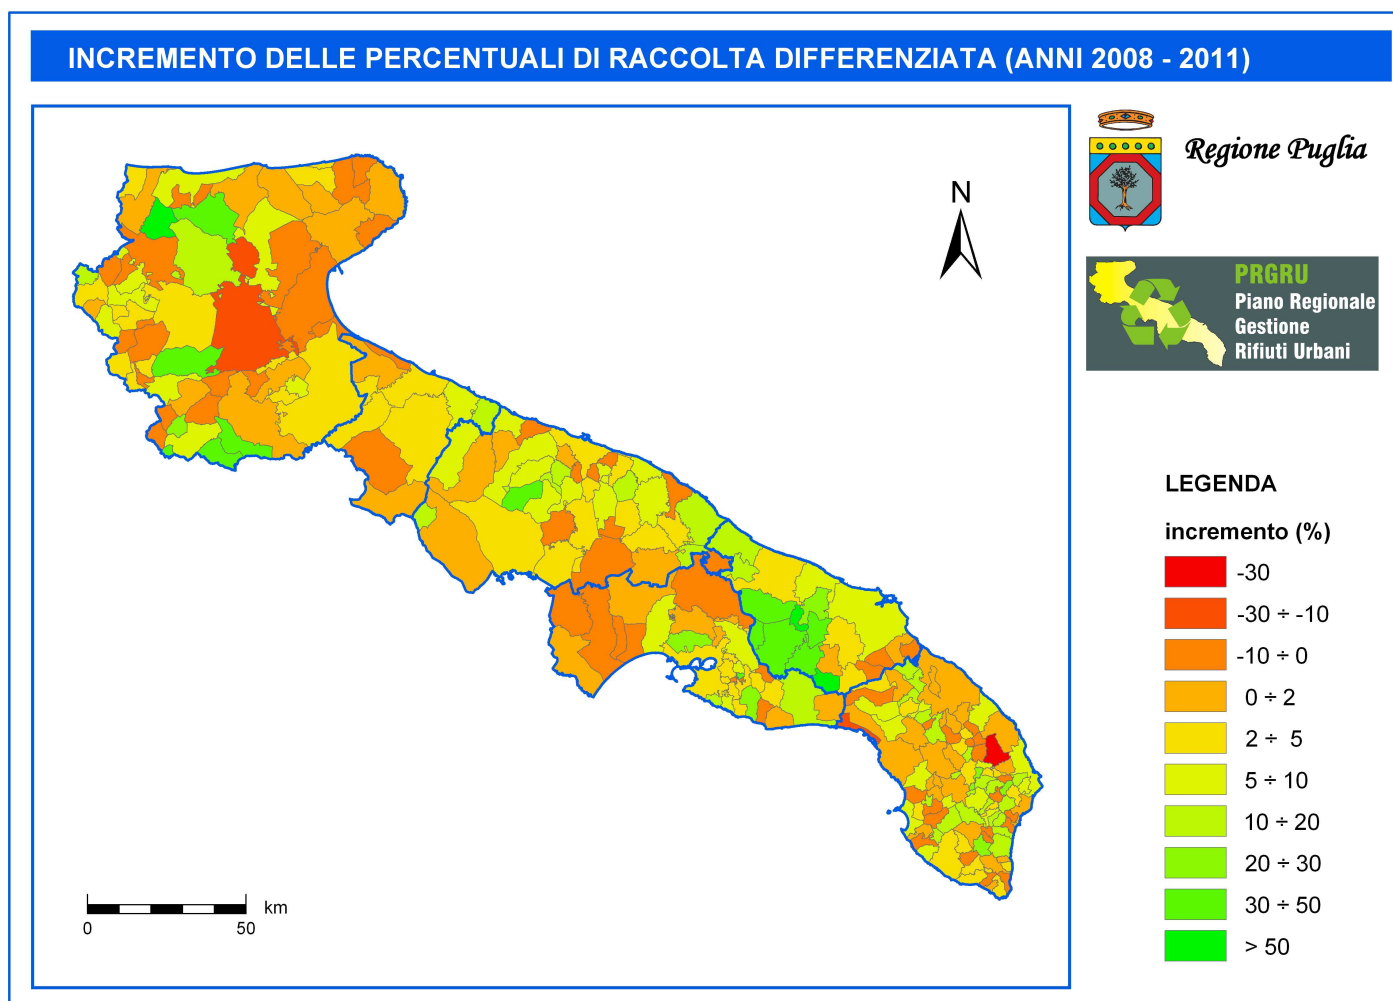 INCREMENTO DELLE PERCENTUALI DI RACCOLTA DIFFERENZIATA (ANNI 2008 - 2011)
Regione Puglia
N
PRGRU
Piano Regionale
Gestione
Rifiuti Urbani
LEGENDA
incremento (%)
-30
-30 ÷ -10
-10 ÷ 0
0 ÷ 2
2 ÷ 5
5 ÷ 10
10 ÷ 20
20 ÷ 30
30 ÷ 50
> 50
km
0 50